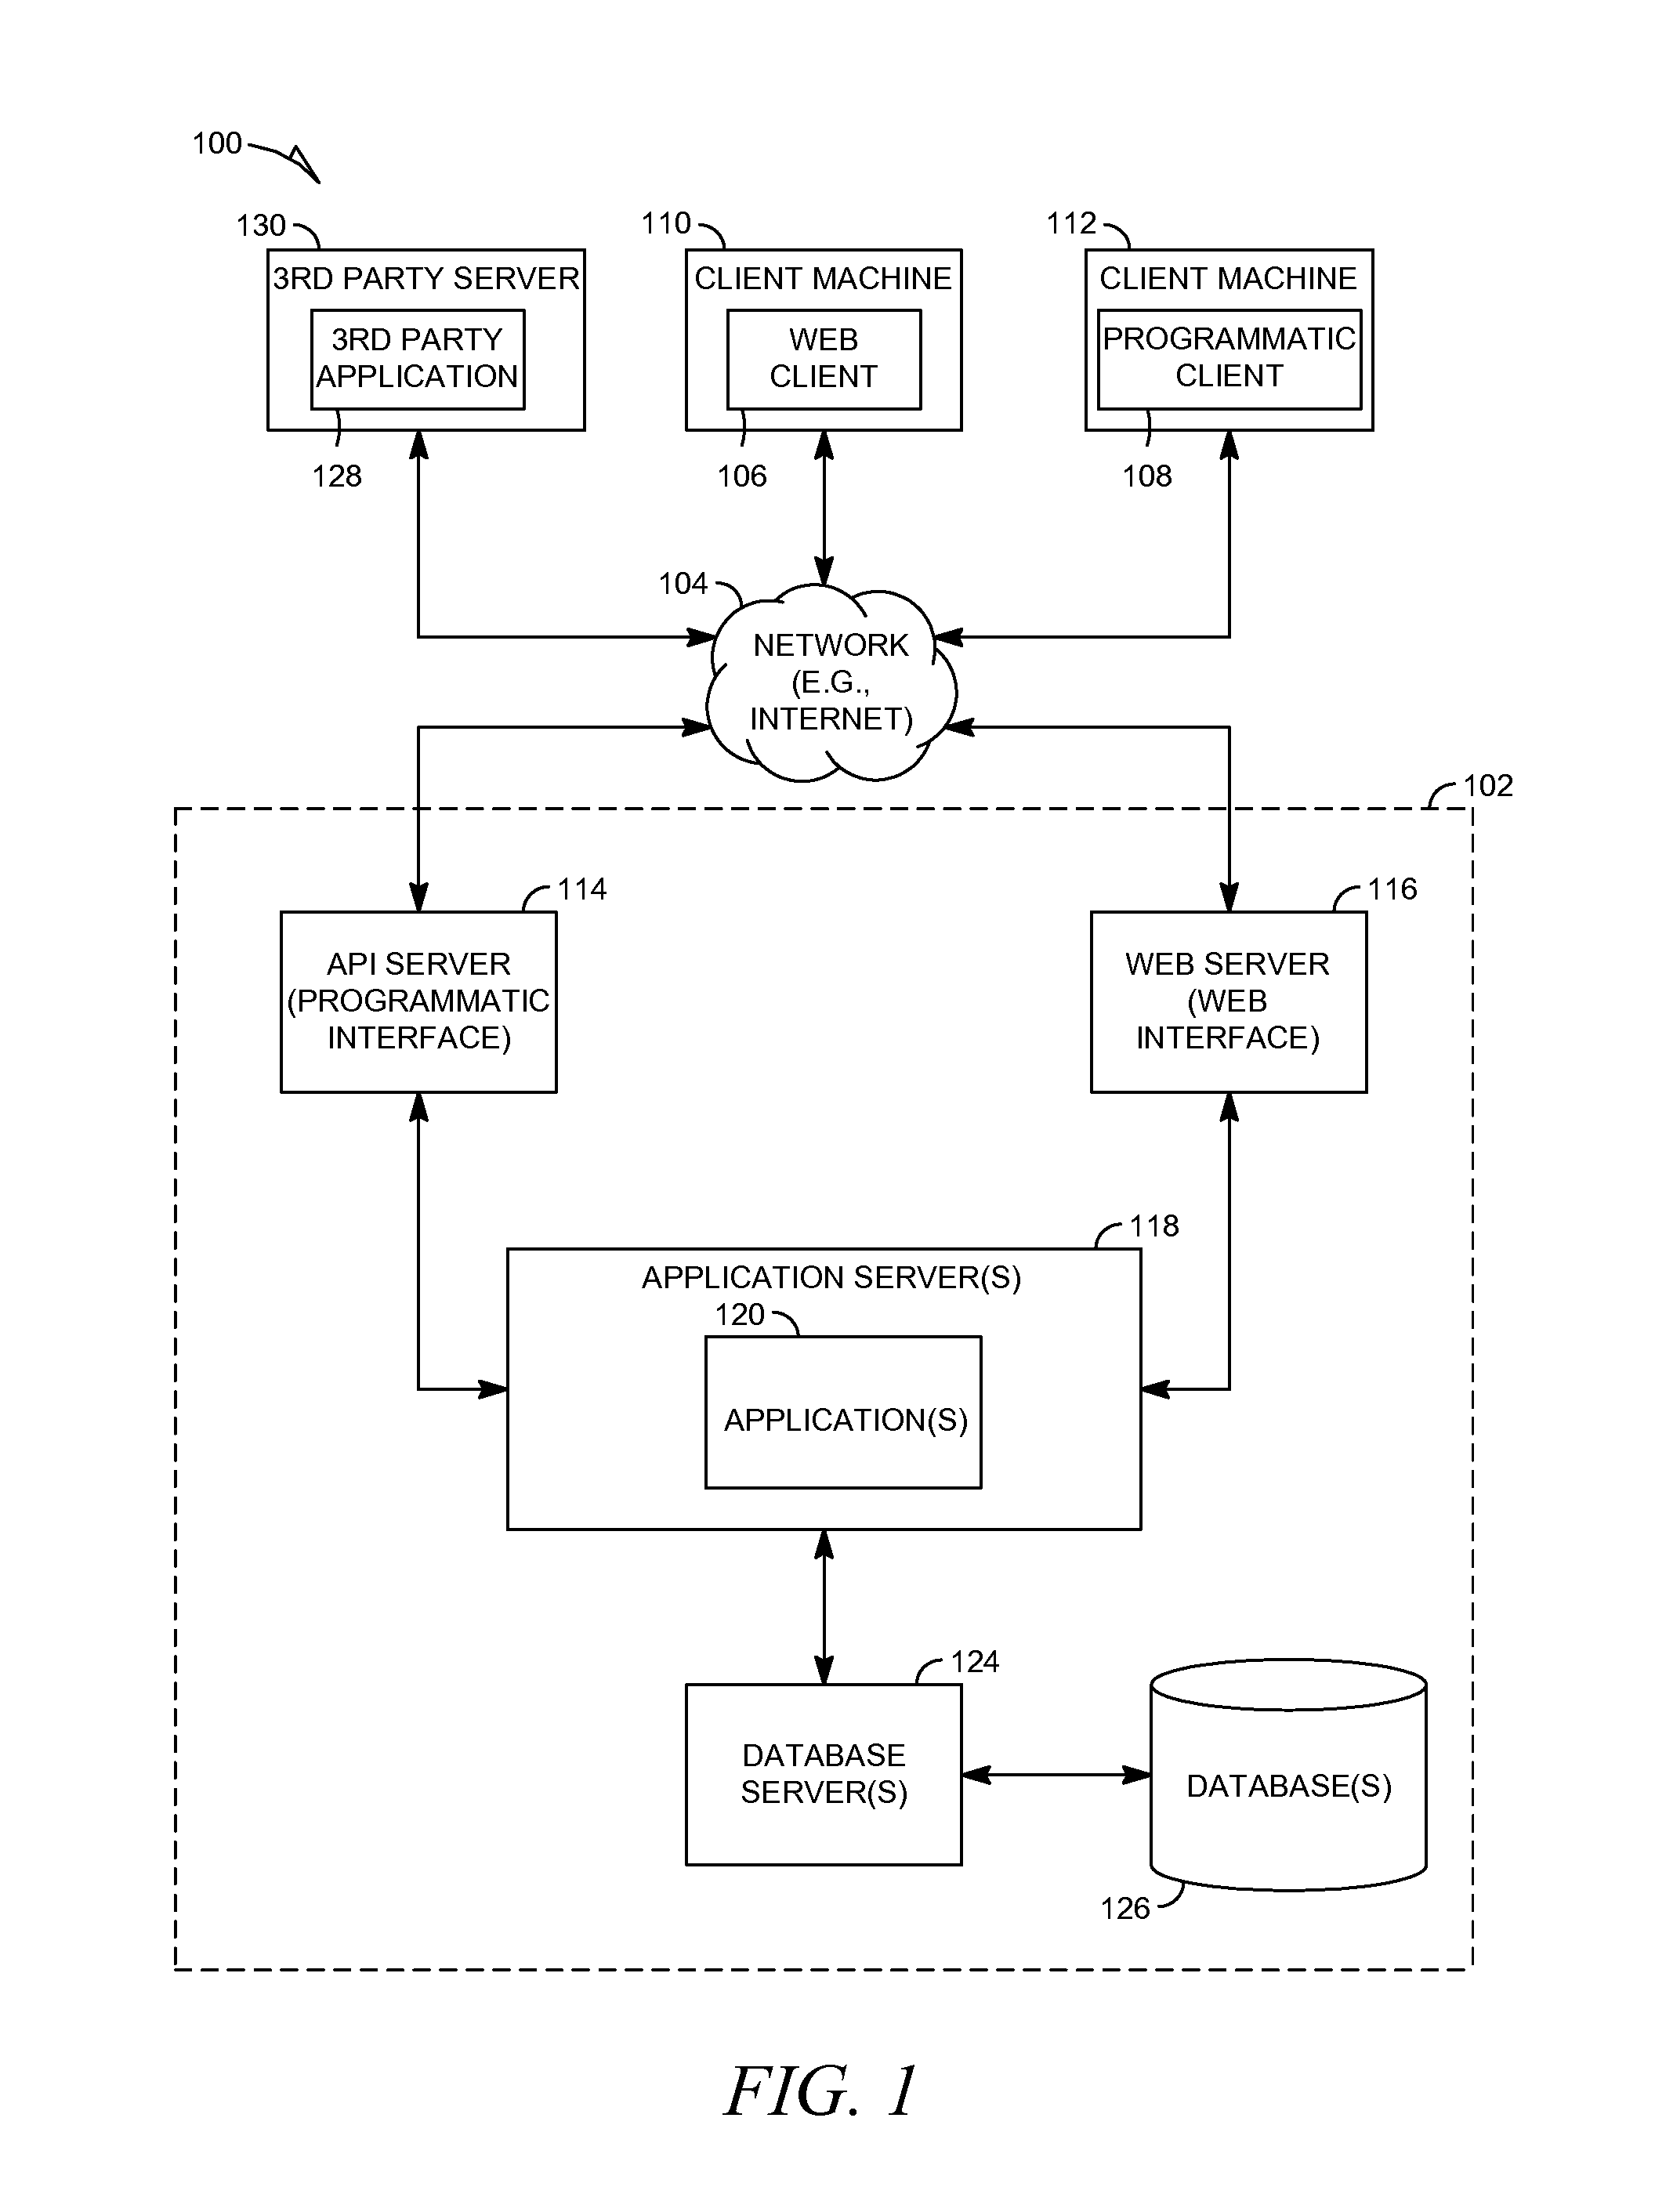 100
130
110
112
3RD PARTY SERVER
3RD PARTY
APPLICATION
128
CLIENT MACHINE
WEB
CLIENT
106
CLIENT MACHINE
PROGRAMMATIC
CLIENT
108
104
NETWORK
(E.G.,
INTERNET)
102
114
API SERVER
(PROGRAMMATIC
INTERFACE)
116
WEB SERVER
(WEB
INTERFACE)
118
APPLICATION SERVER(S)
120
APPLICATION(S)
124
DATABASE
SERVER(S)
DATABASE(S)
126
FIG. 1